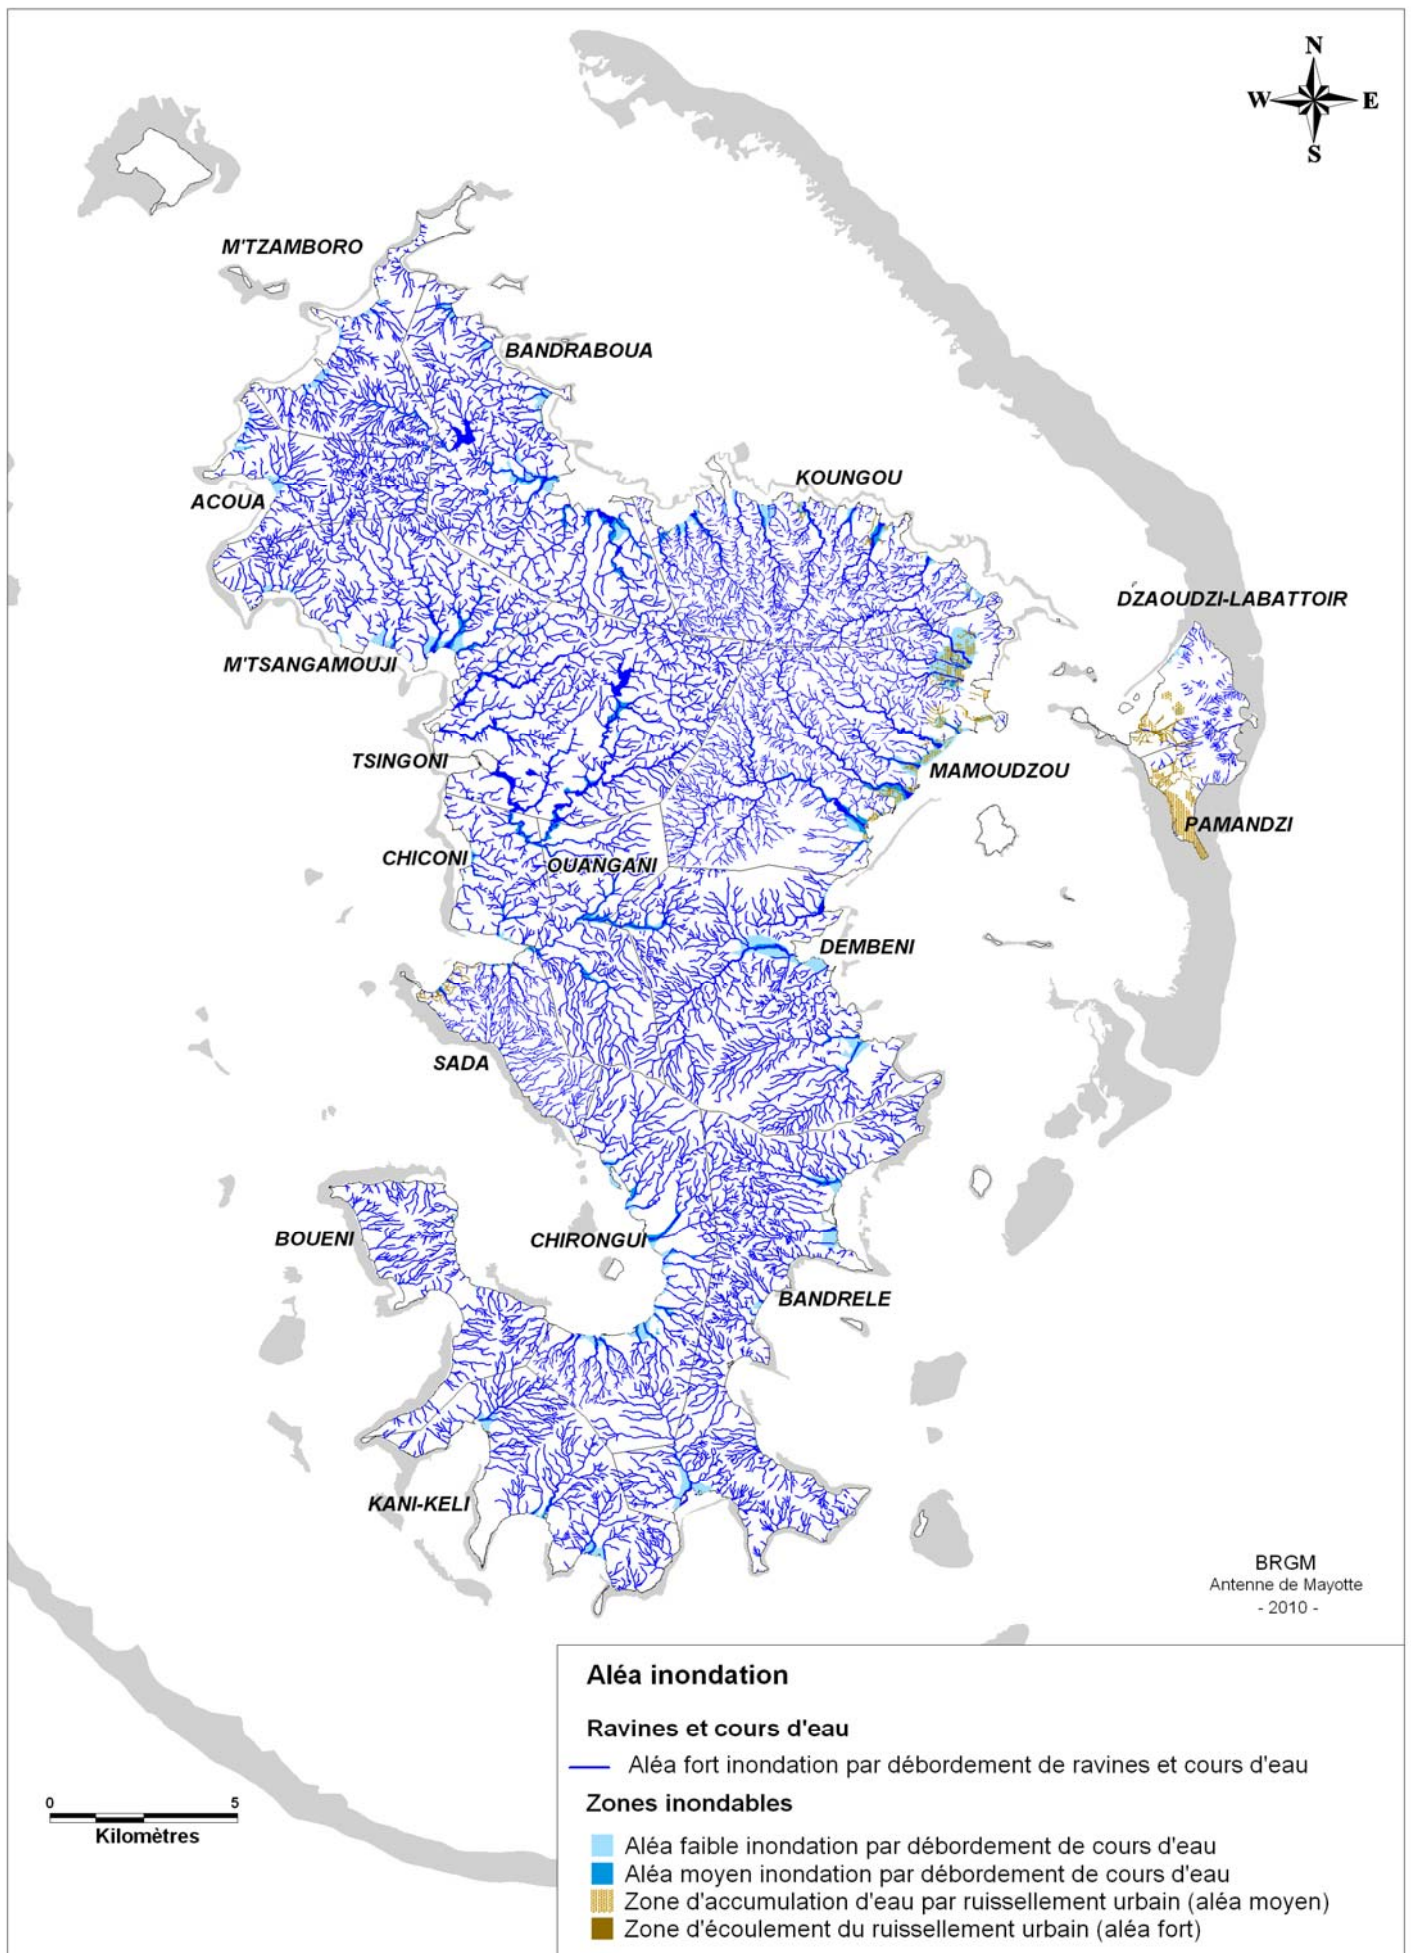 N
W E
S
M'TZAMBORO
BANDRABOUA
KOUNGOU
ACOUA
DZAOUDZI-LABATTOIR
M'TSANGAMOUJI
TSINGONI
MAMOUDZOU
PAMANDZI
CHICONI
OUANGANI
DEMBENI
SADA
BOUENI
CHIRONGUI
BANDRELE
KANI-KELI
BRGM
Antenne de Mayotte
- 2010 -
Aléa inondation
Ravines et cours d'eau
Aléa fort inondation par débordement de ravines et cours d'eau
Zones inondables
Aléa faible inondation par débordement de cours d'eau
Aléa moyen inondation par débordement de cours d'eau
Zone d'accumulation d'eau par ruissellement urbain (aléa moyen)
Zone d'écoulement du ruissellement urbain (aléa fort)
0 5
Kilomètres